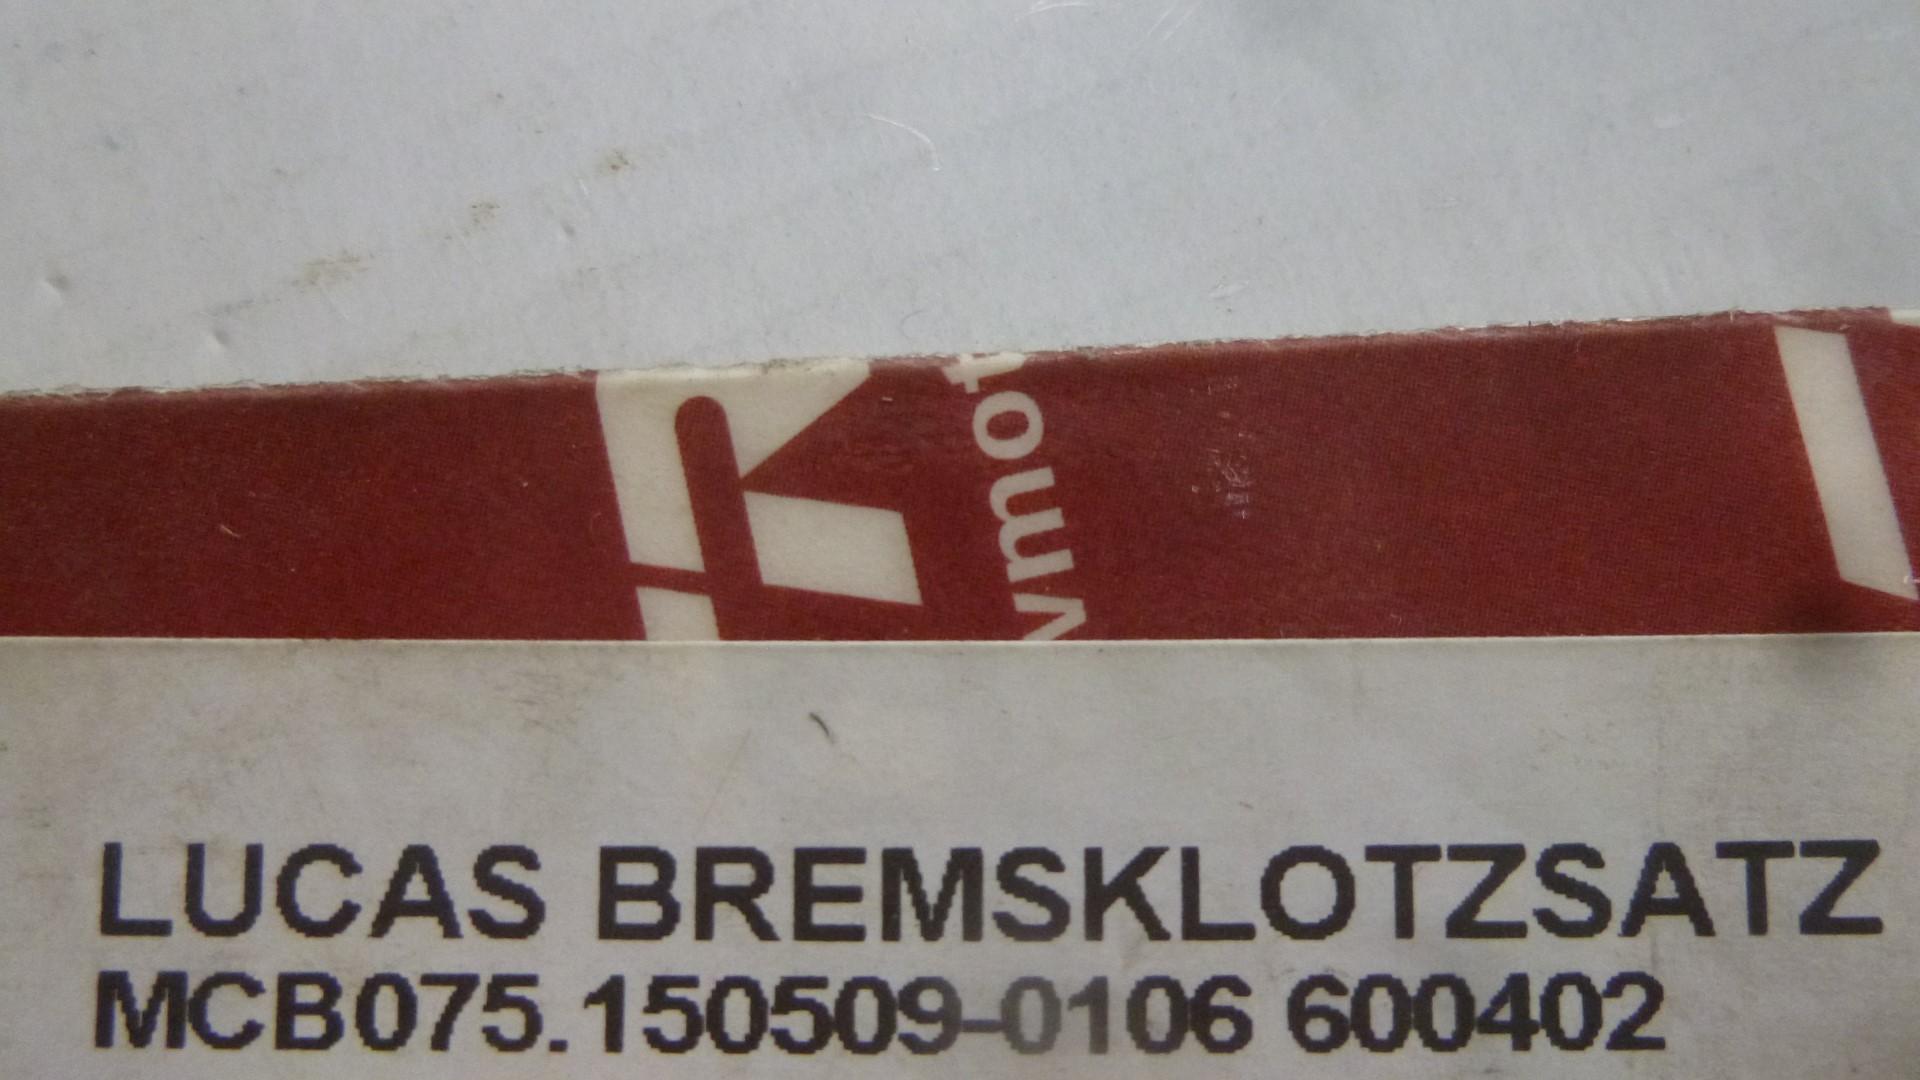 vmot
LUCAS BREMSKLOTZSATZ
MCB075.150509-0106 600402